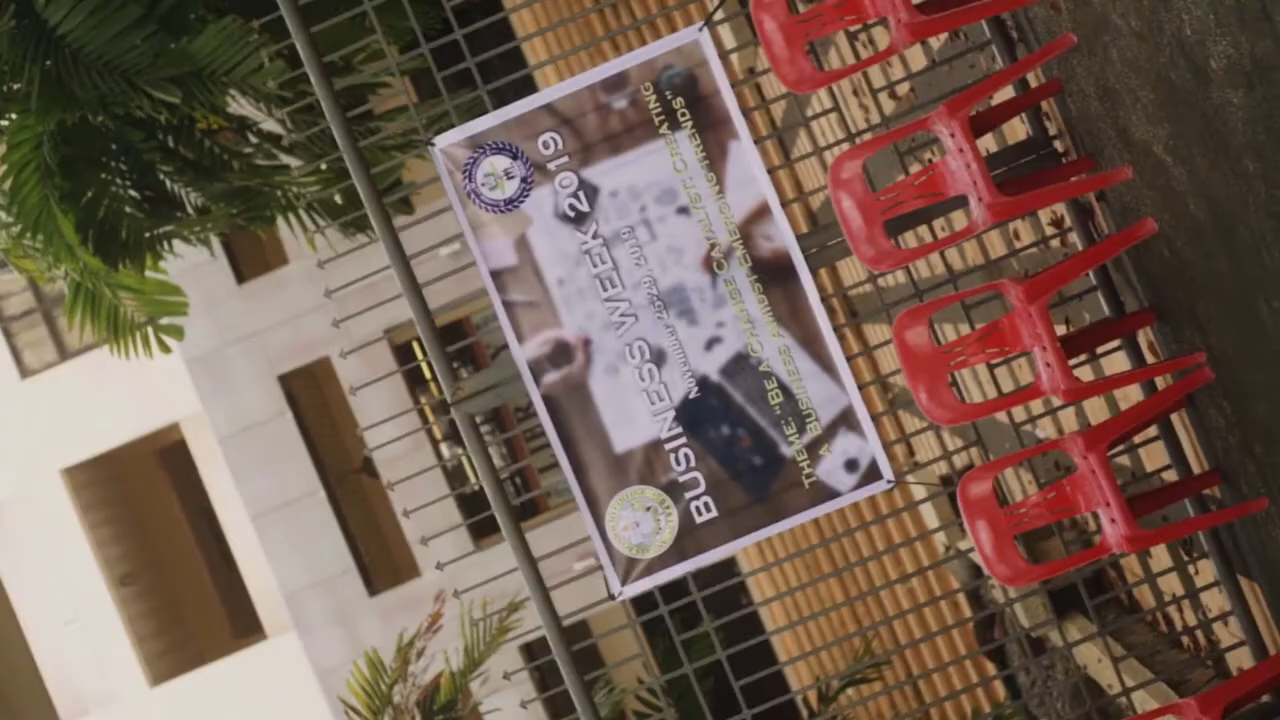 BUSINESS WEEK 2019
NOVEMBER 25-29, 2019
THEME: "BE A CHANGE CATALYST: CREATING
A BUSINESS AMIDST EMERGING TRENDS"